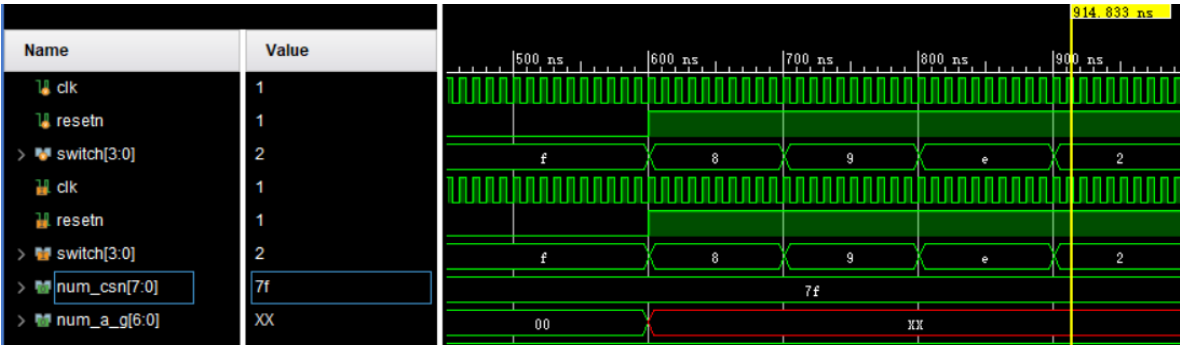 914.833 ns
Name Value
500 ns 600 ns 700 ns 800 ns 900 ns
clk 1
resetn 1
switch[3:0] 2 f 8 9 e 2
clk 1
resetn 1
switch[3:0] 2 f 8 9 e 2
num_csn[7:0] 7f 7f
num_a_g[6:0] XX 00 XX